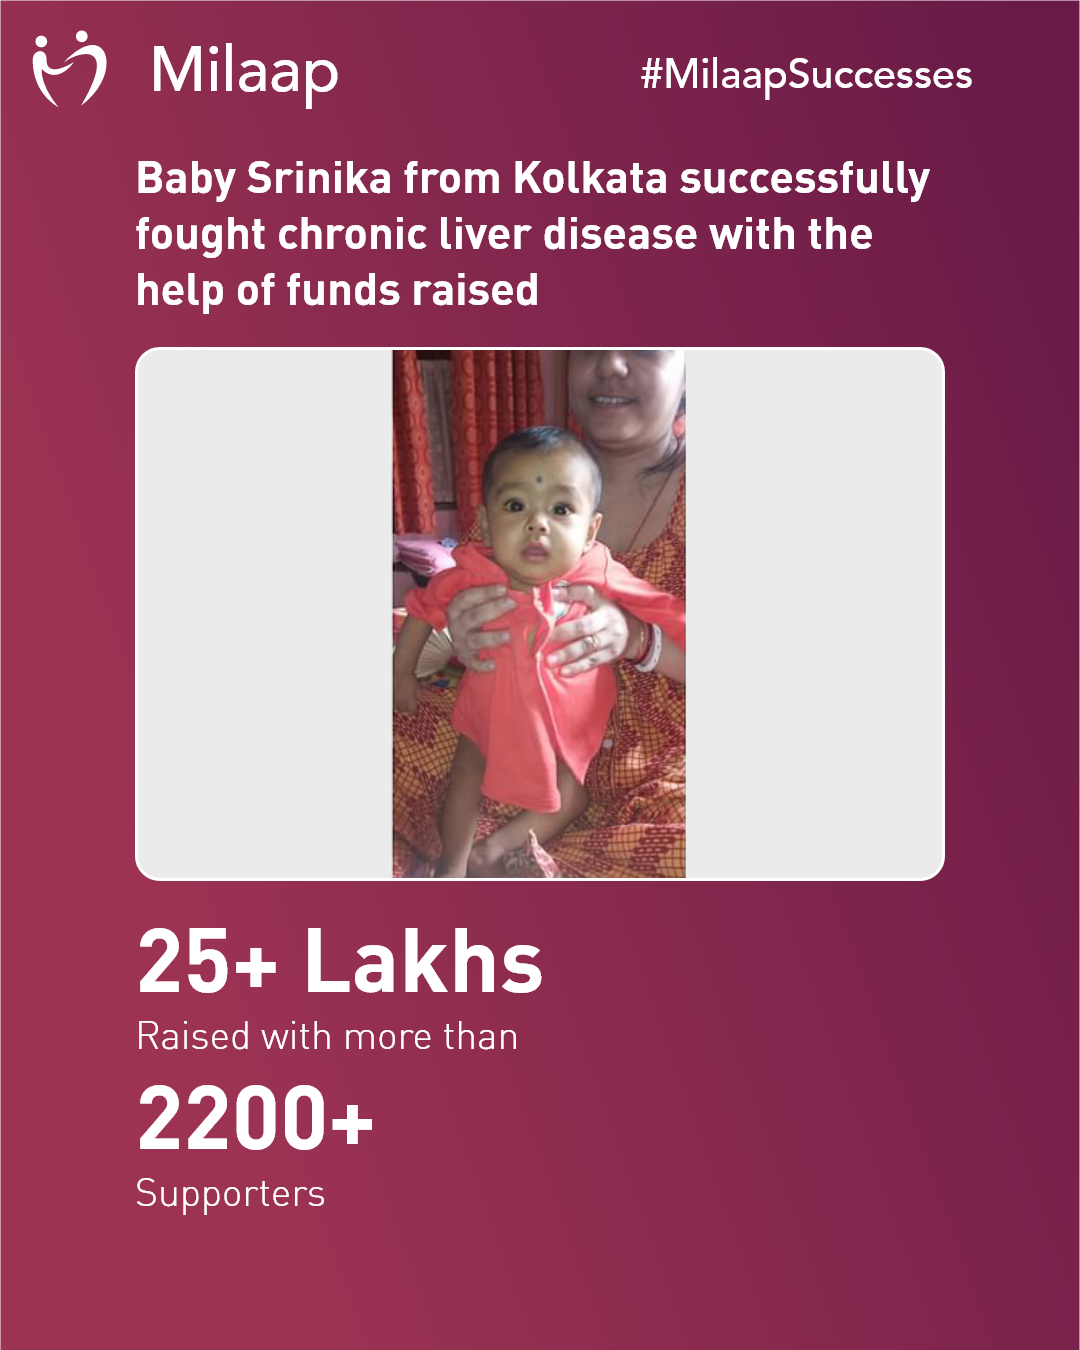 Milaap
#MilaapSuccesses
Baby Srinika from Kolkata successfully
fought chronic liver disease with the
help of funds raised
25+ Lakhs
Raised with more than
2200+
Supporters